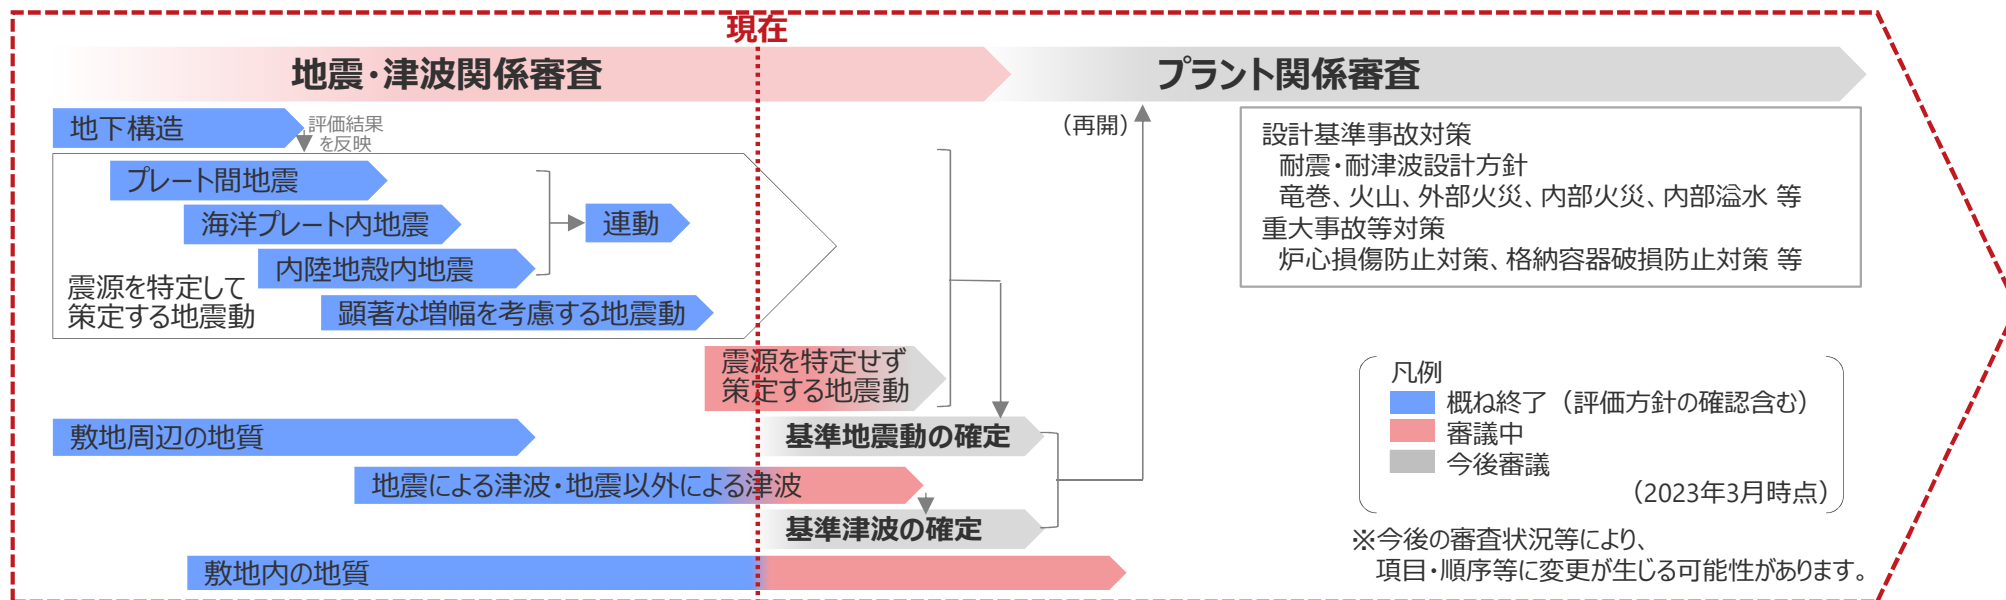 現在
地震・津波関係審査
プラント関係審査
地下構造
評価結果
を反映
(再開)
プレート間地震
海洋プレート内地震
連動
内陸地殻内地震
震源を特定して
策定する地震動
顕著な増幅を考慮する地震動
震源を特定せず
策定する地震動
敷地周辺の地質
基準地震動の確定
地震による津波・地震以外による津波
基準津波の確定
敷地内の地質
設計基準事故対策
耐震・耐津波設計方針
竜巻、火山、外部火災、内部火災、内部溢水 等
重大事故等対策
炉心損傷防止対策、格納容器破損防止対策 等
凡例
概ね終了（評価方針の確認含む）
審議中
今後審議
（2023年3月時点）
※今後の審査状況等により、
項目・順序等に変更が生じる可能性があります。